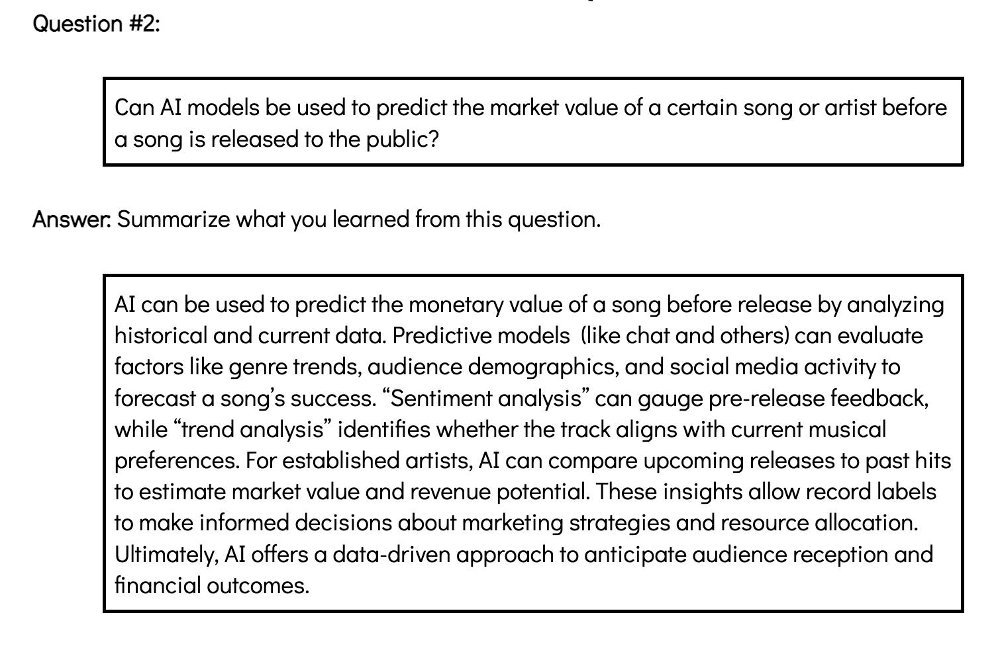 Question #2:
Can AI models be used to predict the market value of a certain song or artist before
a song is released to the public?
Answer: Summarize what you learned from this question.
AI can be used to predict the monetary value of a song before release by analyzing
historical and current data. Predictive models  (like chat and others) can evaluate
factors like genre trends, audience demographics, and social media activity to
forecast a song’s success. “Sentiment analysis” can gauge pre-release feedback,
while “trend analysis” identifies whether the track aligns with current musical
preferences. For established artists, AI can compare upcoming releases to past hits
to estimate market value and revenue potential. These insights allow record labels
to make informed decisions about marketing strategies and resource allocation.
Ultimately, AI offers a data-driven approach to anticipate audience reception and
financial outcomes.